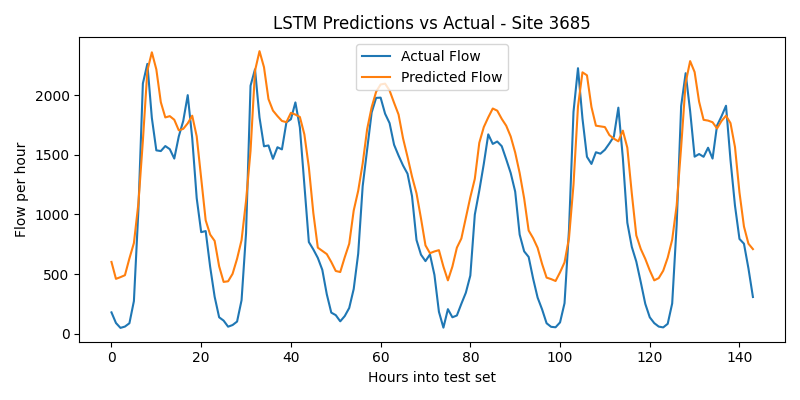 LSTM Predictions vs Actual - Site 3685
Actual Flow
Predicted Flow
Flow per hour
2000
1500
1000
500
0
0 20 40 60 80 100 120 140
Hours into test set